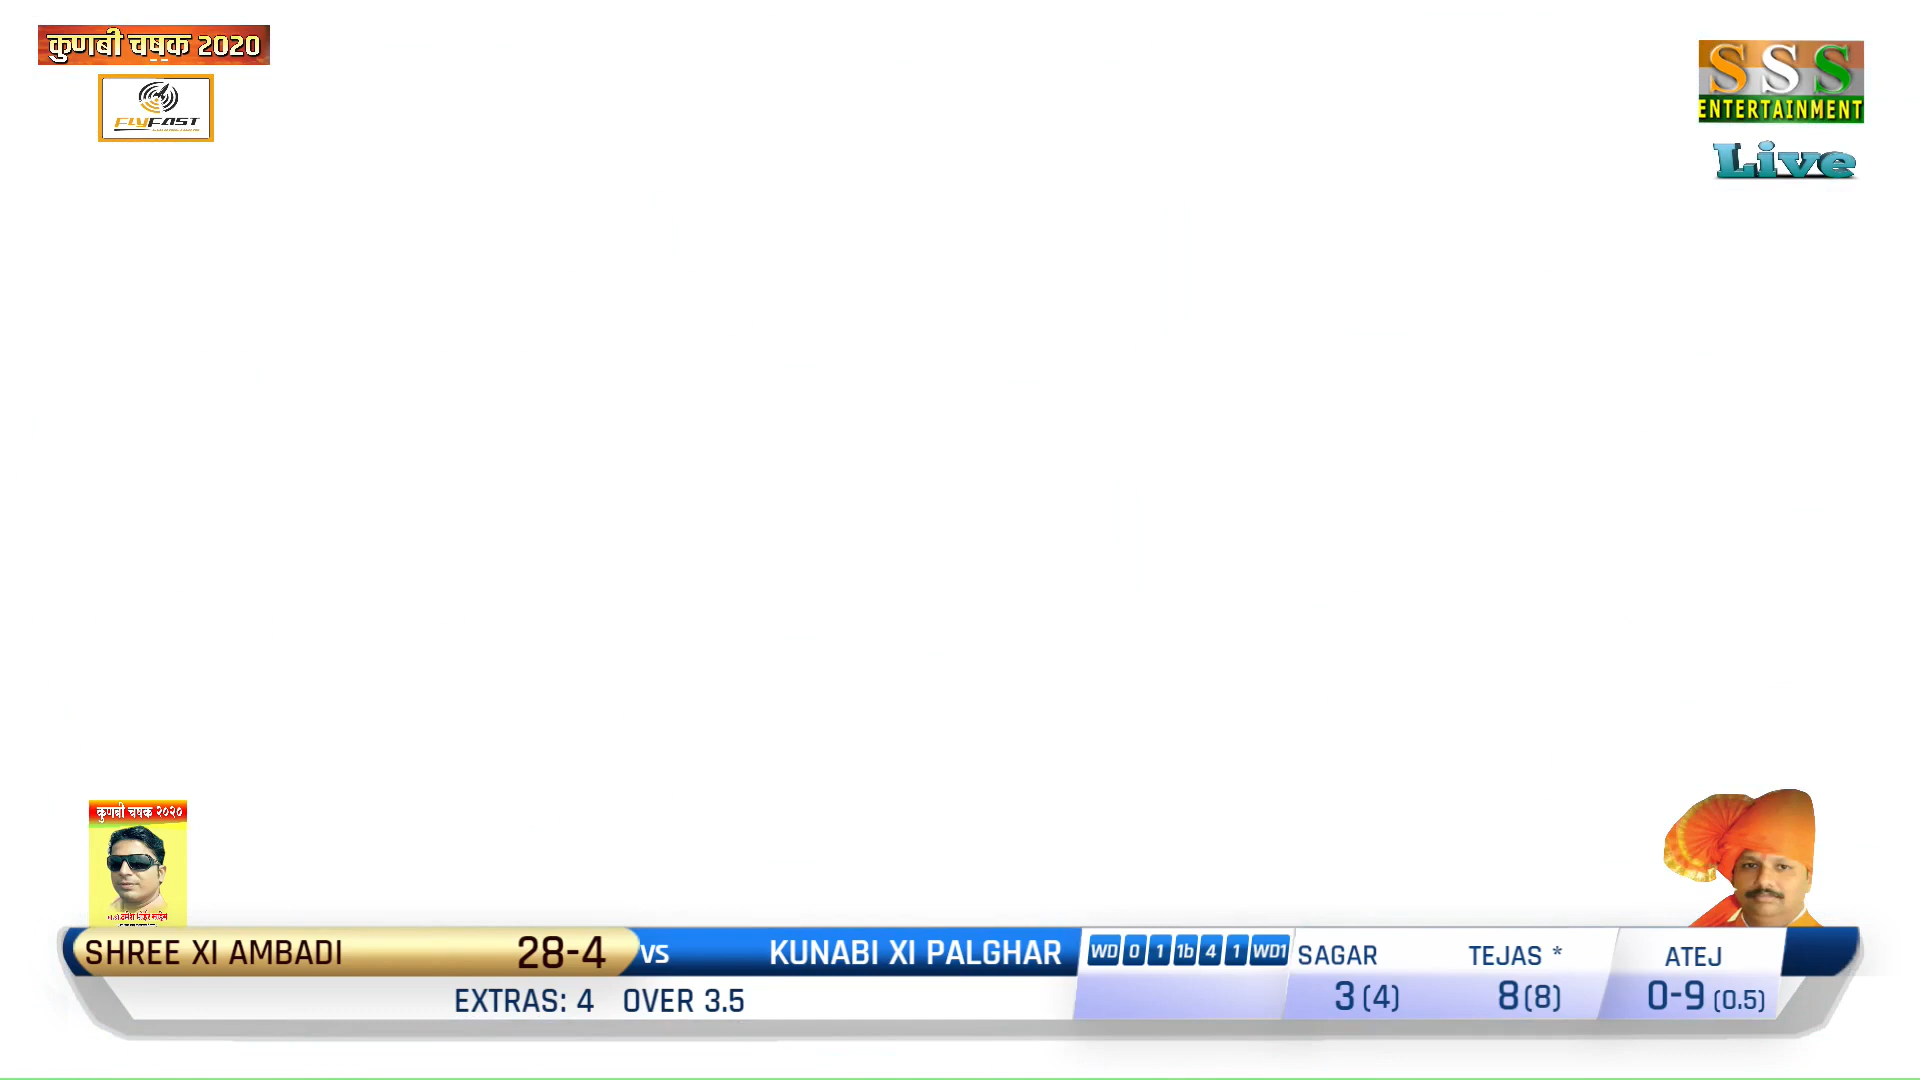 कुणबी चषक 2020
FLYFAST
SSS
ENTERTAINMENT
Live
कुणबी चषक २०२०
SHREE XI AMBADI 28-4 VS KUNABI XI PALGHAR WD 0 1 1b 4 1 WD1 SAGAR TEJAS * ATEJ
EXTRAS: 4 OVER 3.5 3 (4) 8 (8) 0-9 (0.5)